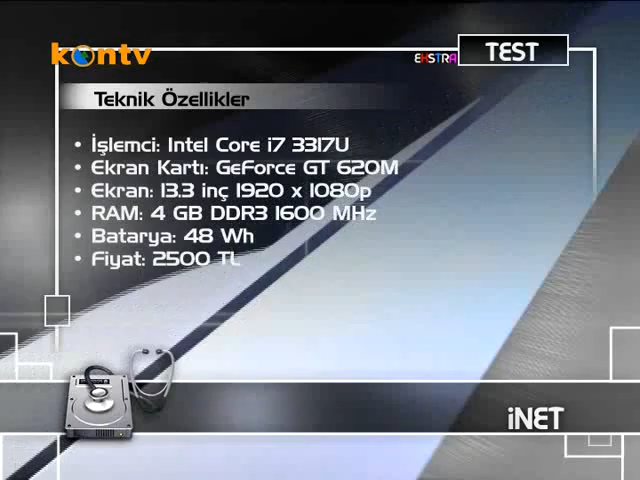 kontv
EKSTRA
TEST
Teknik Özellikler
• İşlemci: Intel Core i7 3317U
• Ekran Kartı: GeForce GT 620M
• Ekran: 13.3 inç 1920 x 1080p
• RAM: 4 GB DDR3 1600 MHz
• Batarya: 48 Wh
• Fiyat: 2500 TL
iNET